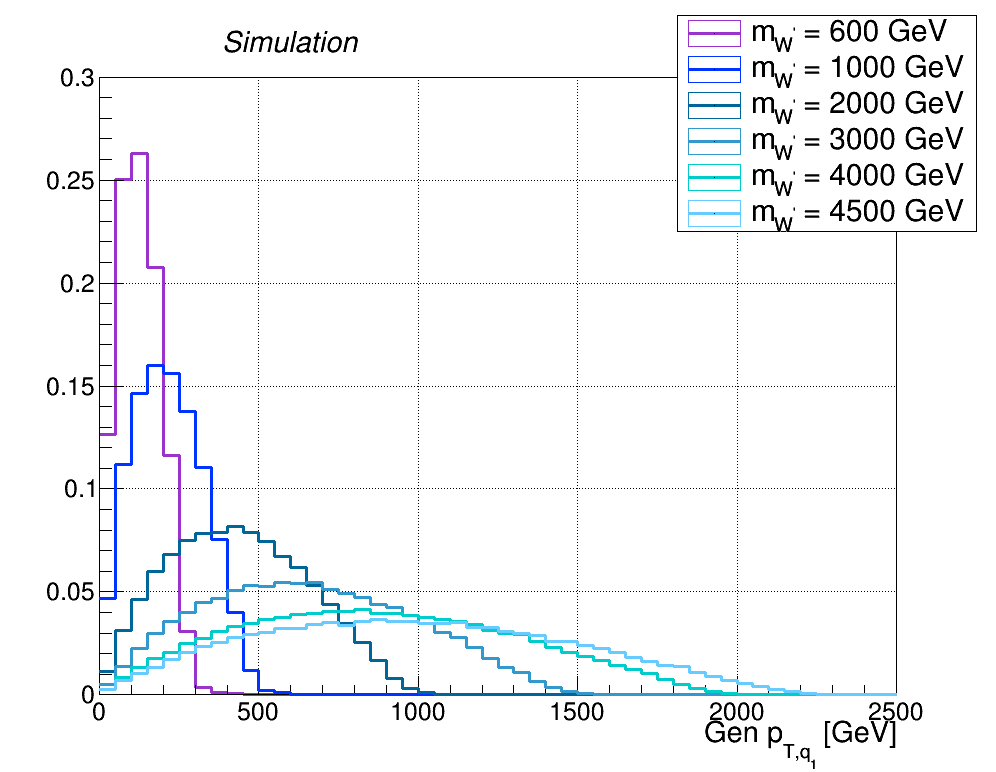 Simulation
m_W' = 600 GeV
m_W' = 1000 GeV
m_W' = 2000 GeV
m_W' = 3000 GeV
m_W' = 4000 GeV
m_W' = 4500 GeV
0.3
0.25
0.2
0.15
0.1
0.05
0
0 500 1000 1500 2000 2500
Gen p_T,q_1 [GeV]